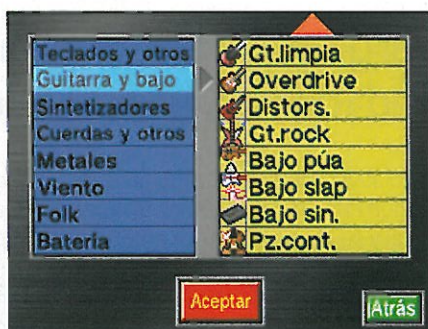 Teclados y otros
Guitarra y bajo
Sintetizadores
Cuerdas y otros
Metales
Viento
Folk
Batería
Gt.limpia
Overdrive
Distors.
Gt.rock
Bajo púa
Bajo slap
Bajo sin.
Pz.cont.
Aceptar
Atrás